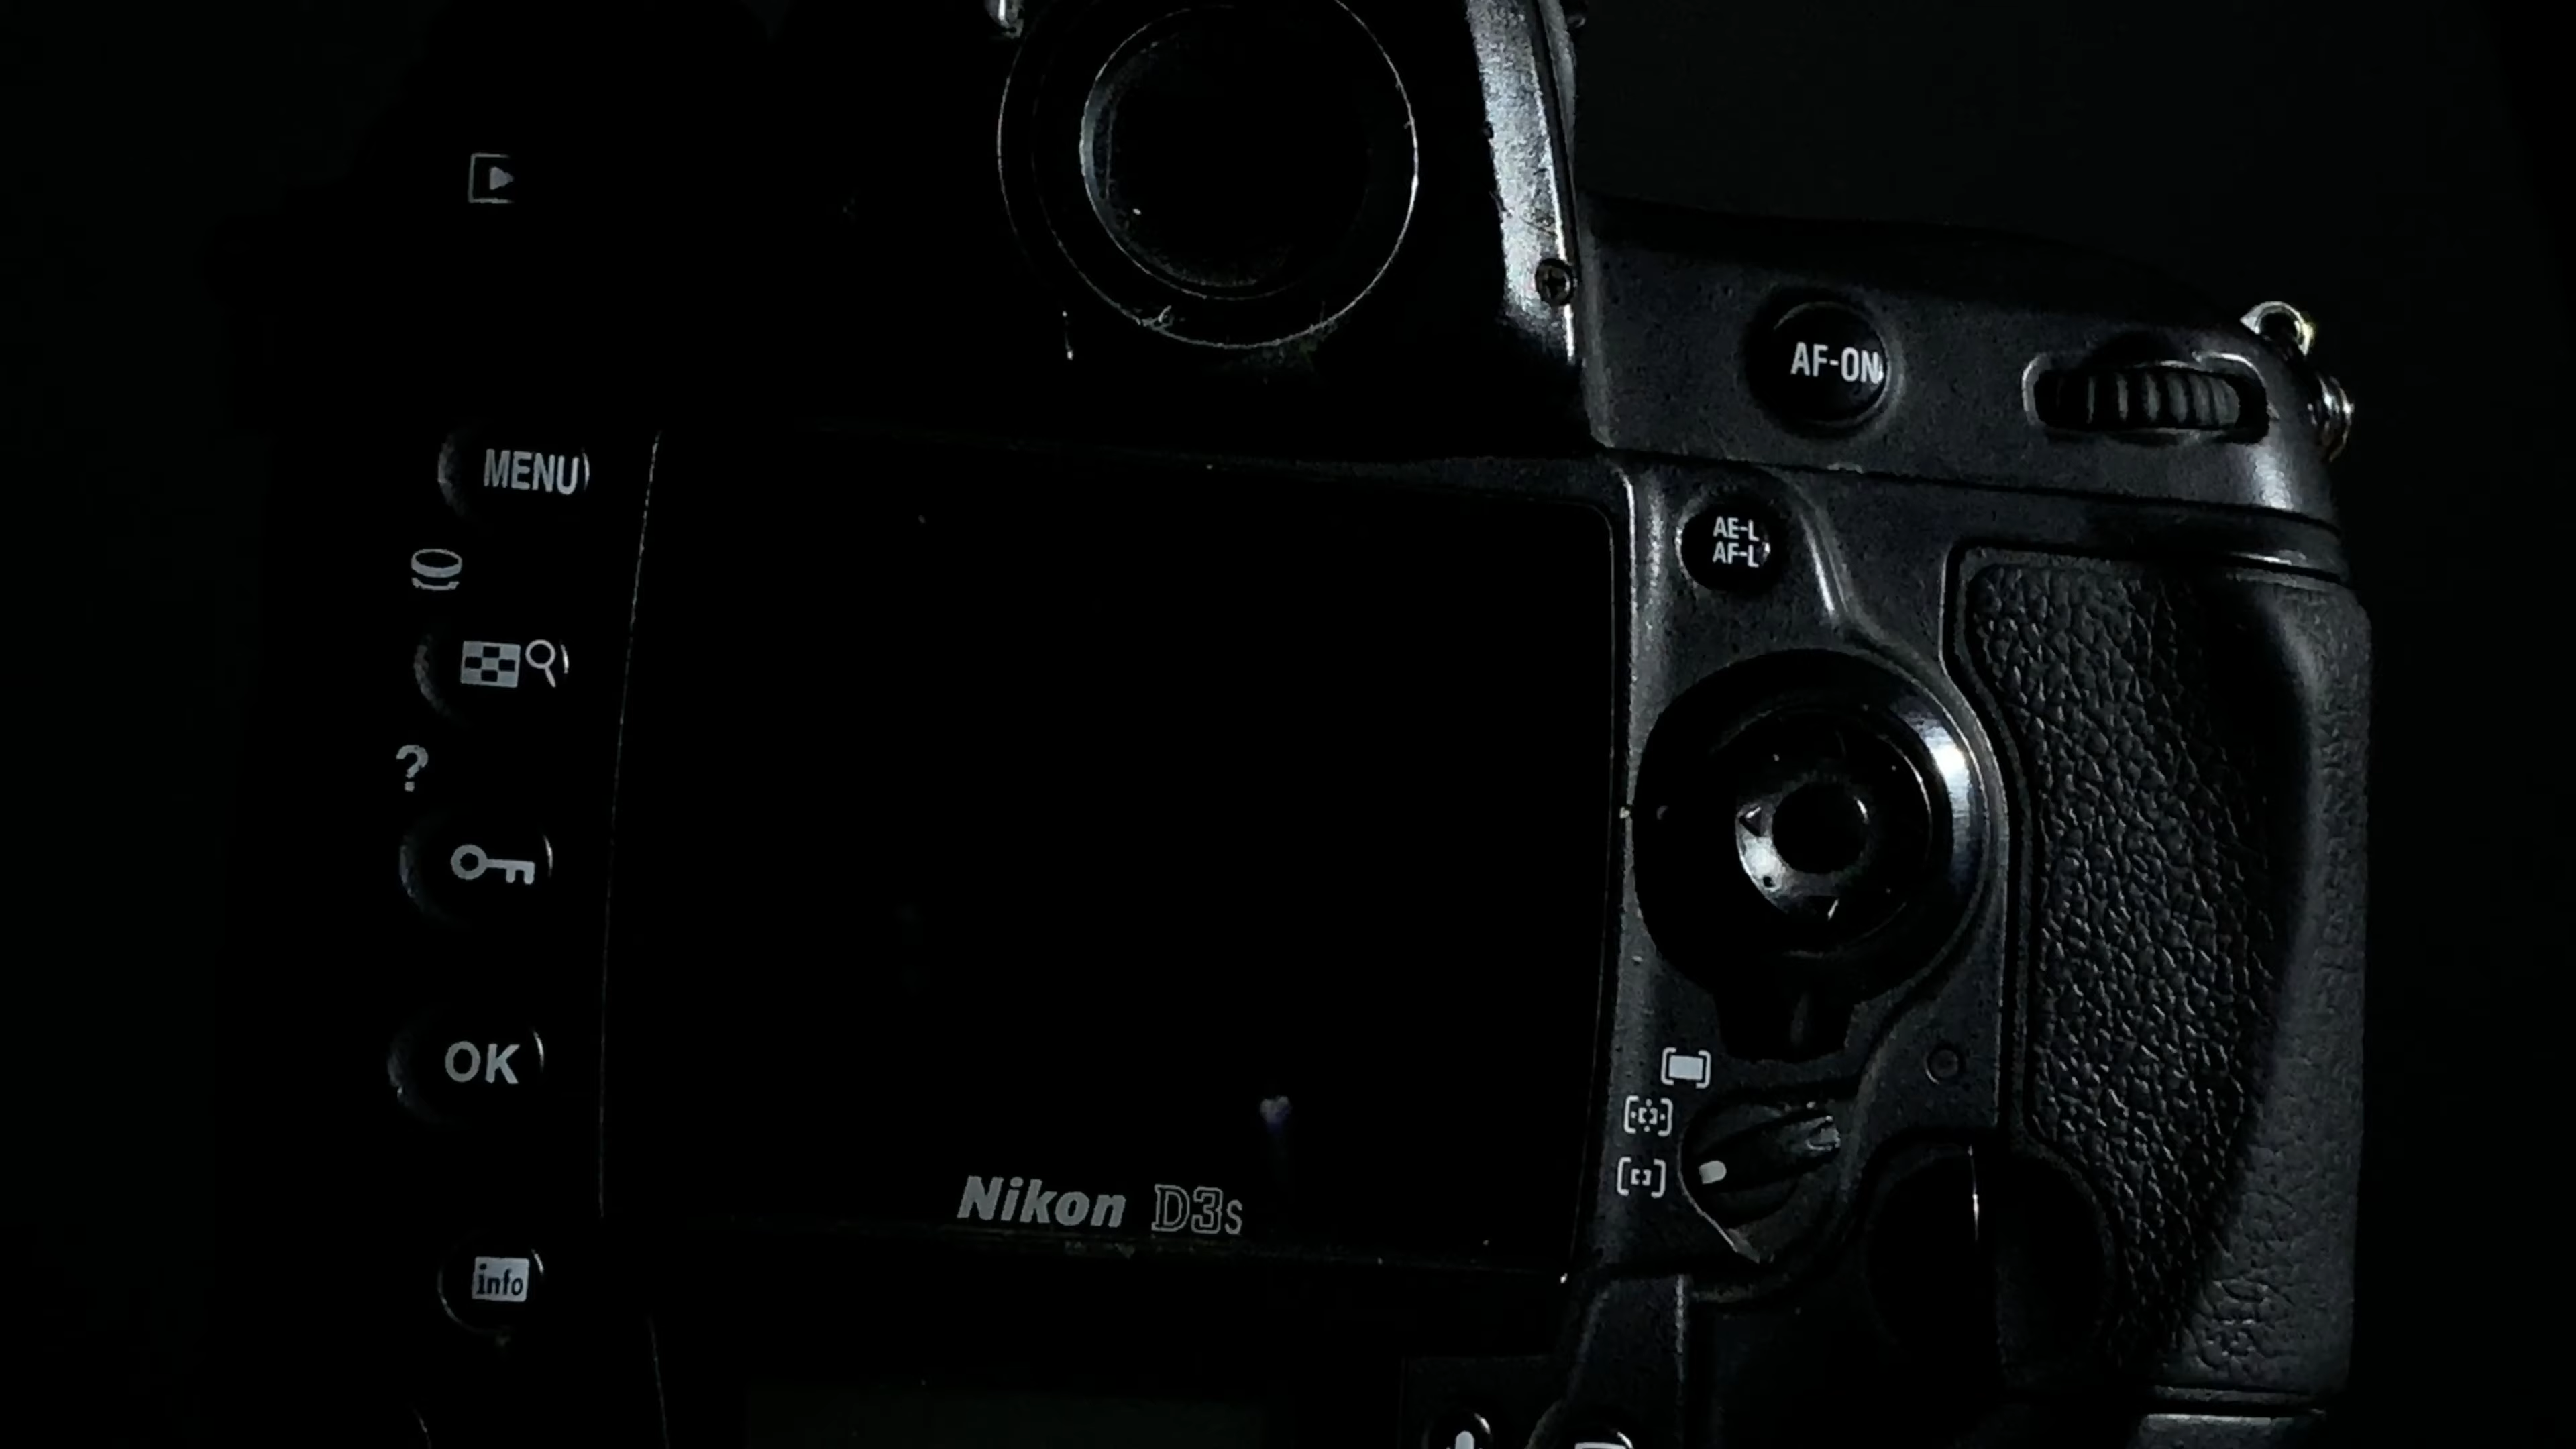 AF-ON
MENU
AE-L
AF-L
?
OK
Nikon D3s
info